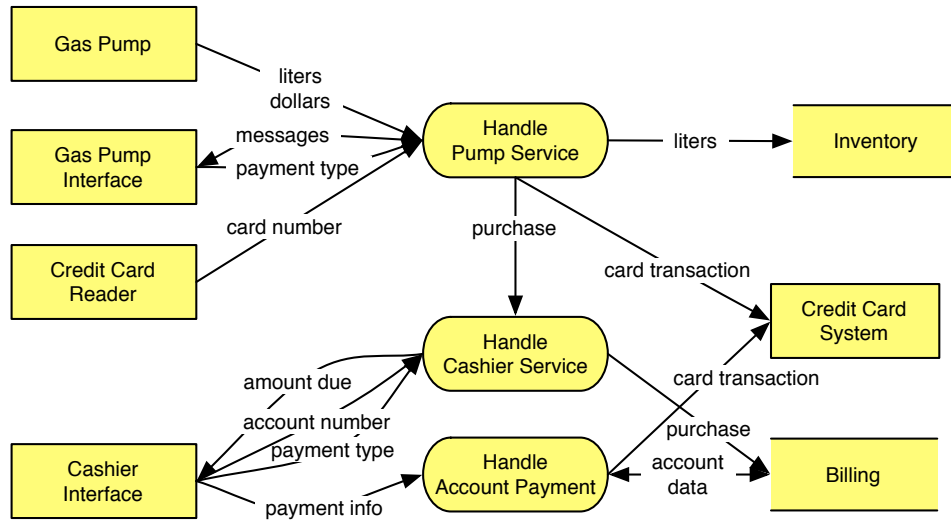 Gas Pump
liters
dollars
Gas Pump
Interface
messages
payment type
Handle
Pump Service
liters
Inventory
card number
purchase
Credit Card
Reader
card transaction
Credit Card
System
Handle
Cashier Service
amount due
account number
payment type
card transaction
purchase
Cashier
Interface
payment info
Handle
Account Payment
account
data
Billing